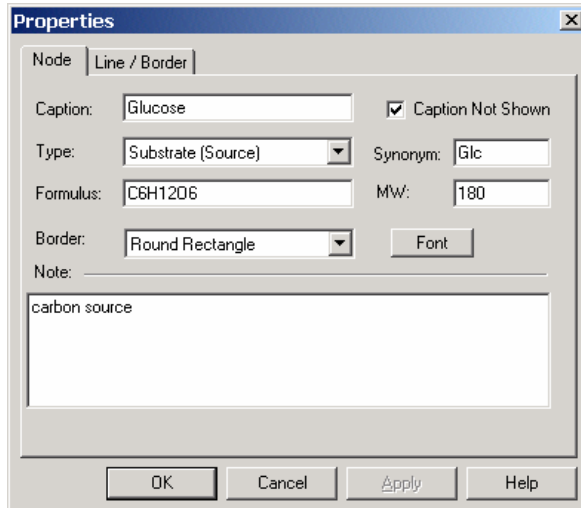 Properties
Node Line / Border
Caption: Glucose Caption Not Shown
Type: Substrate (Source) Synonym: Glc
Formulus: C6H12O6 MW: 180
Border: Round Rectangle Font
Note:
carbon source
OK Cancel Apply Help